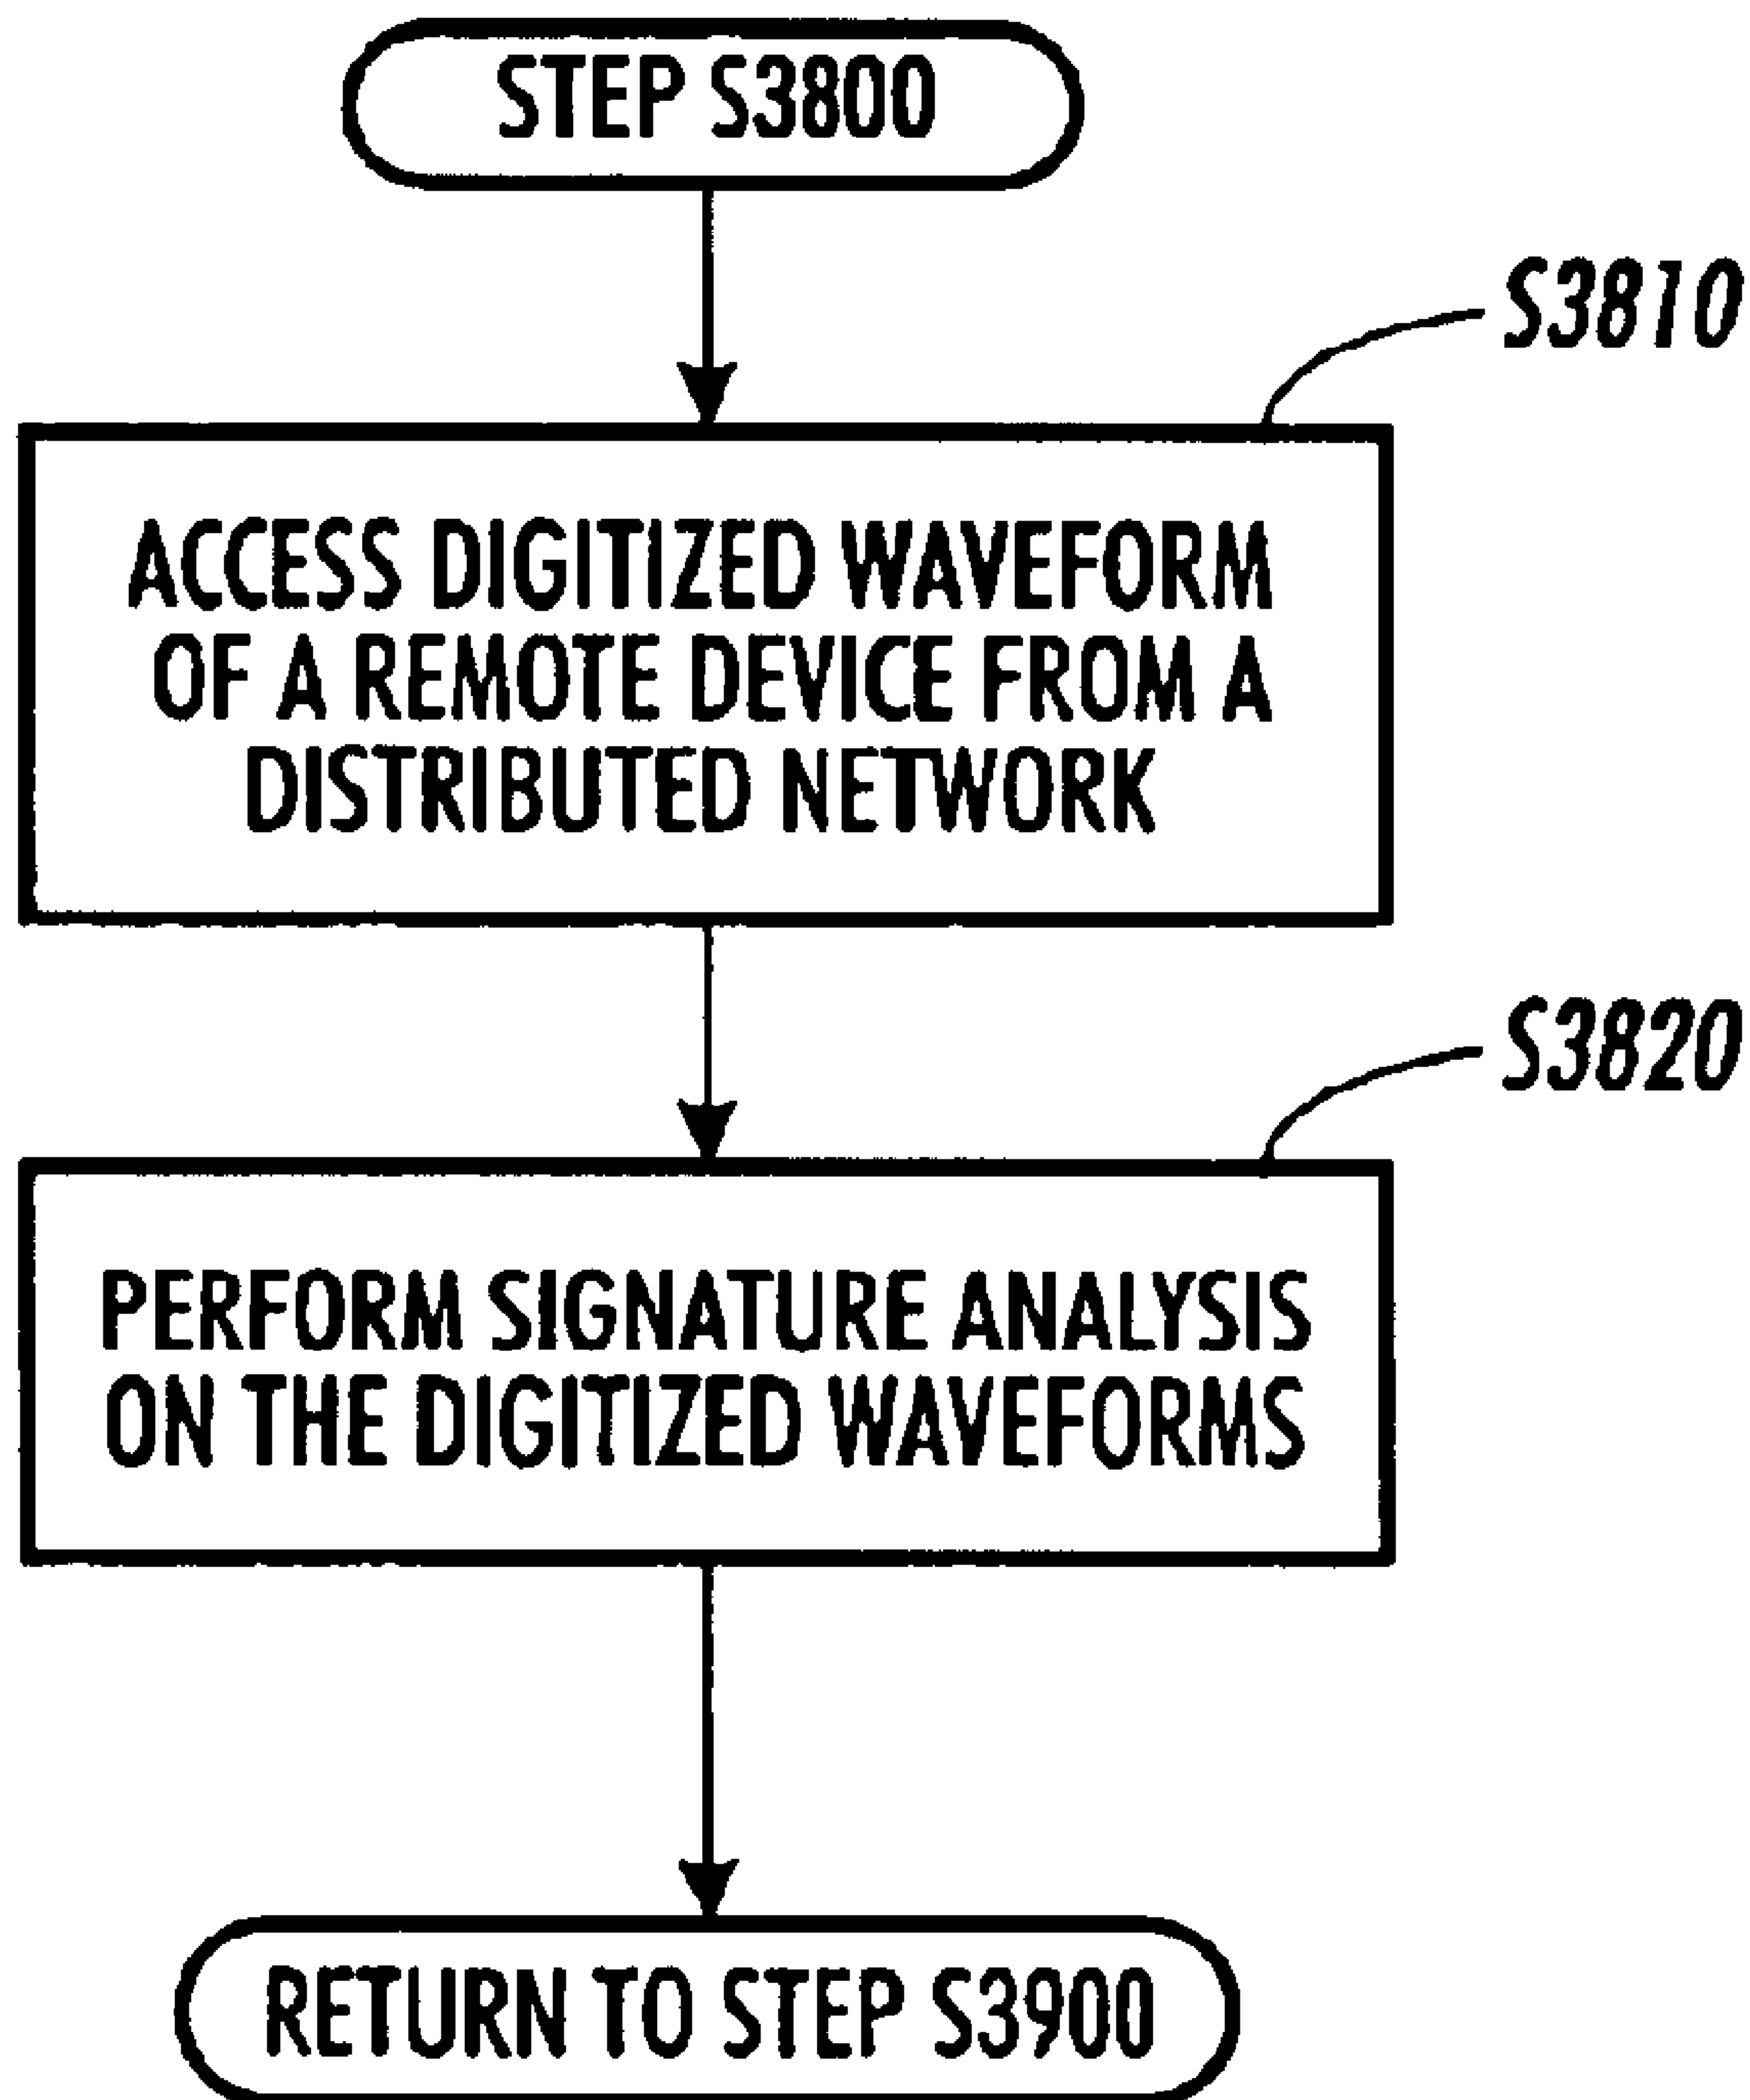 STEP S3800
S3810
ACCESS DIGITIZED WAVEFORM
OF A REMOTE DEVICE FROM A
DISTRIBUTED NETWORK
S3820
PERFORM SIGNATURE ANALYSIS
ON THE DIGITIZED WAVEFORMS
RETURN TO STEP S3900